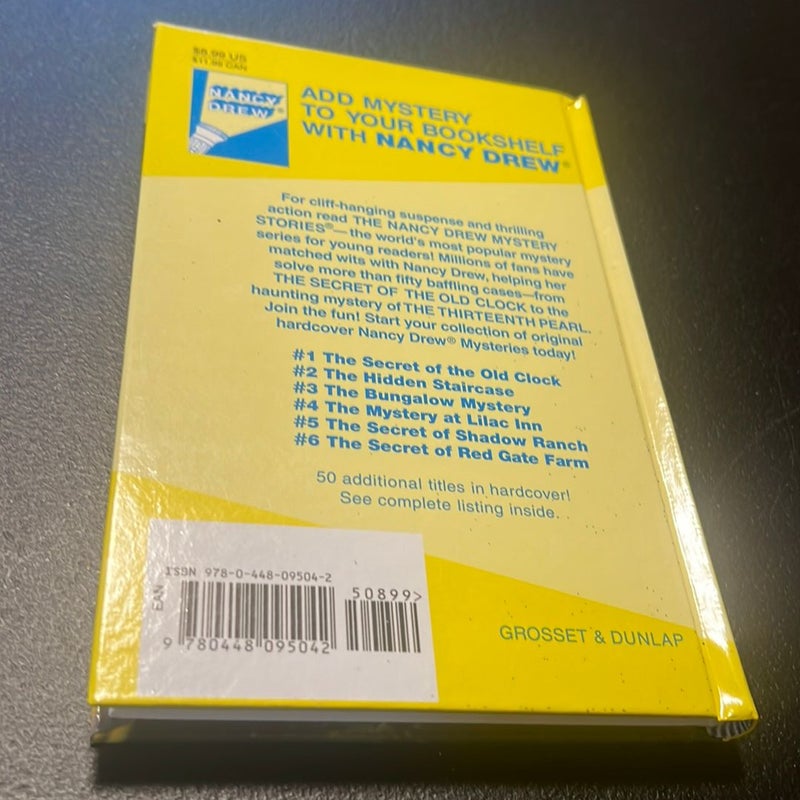 $8.99 US
$11.99 CAN
NANCY
DREW®
ADD MYSTERY
TO YOUR BOOKSHELF
WITH NANCY DREW®
For cliff-hanging suspense and thrilling
action read THE NANCY DREW MYSTERY
STORIES®—the world's most popular mystery
series for young readers! Millions of fans have
matched wits with Nancy Drew, helping her
solve more than fifty baffling cases—from
THE SECRET OF THE OLD CLOCK to the
haunting mystery of THE THIRTEENTH PEARL.
Join the fun! Start your collection of original
hardcover Nancy Drew® Mysteries today!
#1 The Secret of the Old Clock
#2 The Hidden Staircase
#3 The Bungalow Mystery
#4 The Mystery at Lilac Inn
#5 The Secret of Shadow Ranch
#6 The Secret of Red Gate Farm
50 additional titles in hardcover!
See complete listing inside.
ISBN 978-0-448-09504-2
50899>
EAN
9 780448 095042
GROSSET & DUNLAP